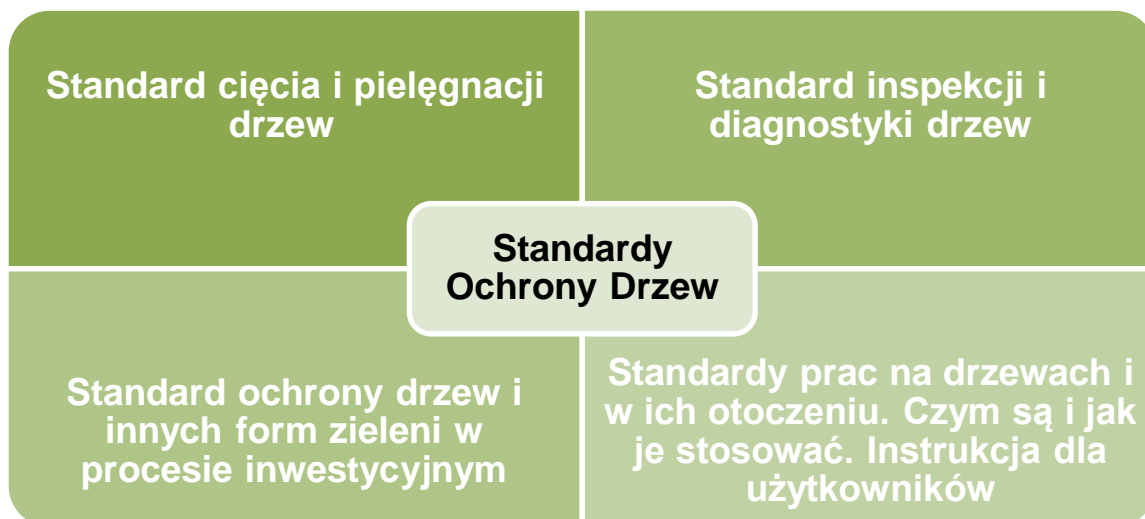 Standard cięcia i pielęgnacji
drzew
Standard inspekcji i
diagnostyki drzew
Standardy
Ochrony Drzew
Standard ochrony drzew i
innych form zieleni w
procesie inwestycyjnym
Standardy prac na drzewach i
w ich otoczeniu. Czym są i jak
je stosować. Instrukcja dla
użytkowników